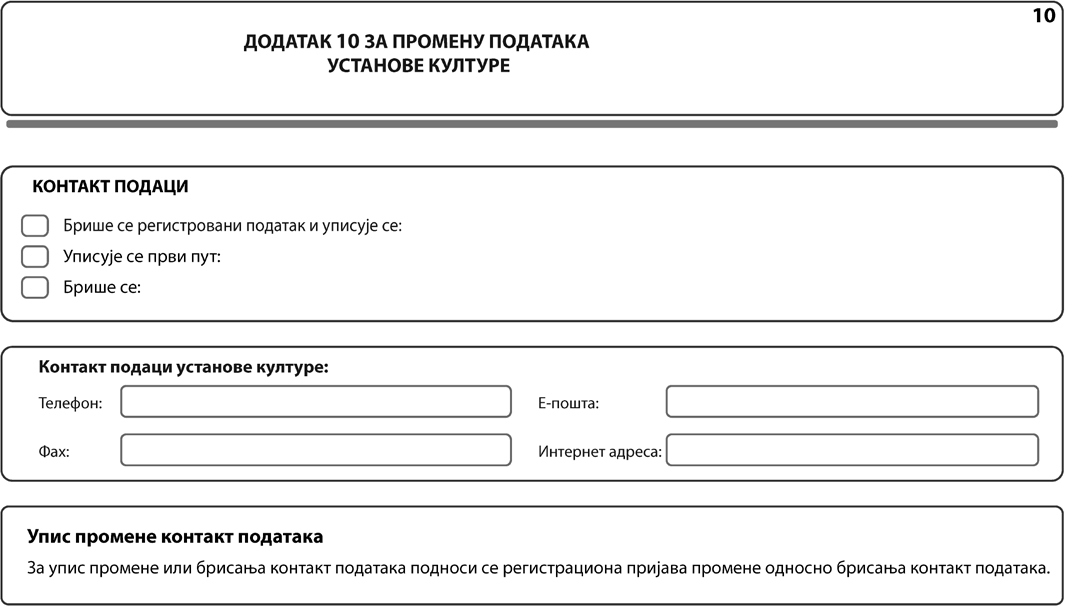 10
ДОДАТАК 10 ЗА ПРОМЕНУ ПОДАТАКА
УСТАНОВЕ КУЛТУРЕ
КОНТАКТ ПОДАЦИ
Брише се регистровани податак и уписује се:
Уписује се први пут:
Брише се:
Контакт подаци установе културе:
Телефон: Е-пошта:
Фах: Интернет адреса:
Упис промене контакт података
За упис промене или брисања контакт података подноси се регистрациона пријава промене односно брисања контакт података.